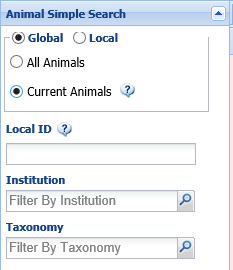 Animal Simple Search
Global Local
All Animals
Current Animals ?
Local ID ?
Institution
Filter By Institution
Taxonomy
Filter By Taxonomy